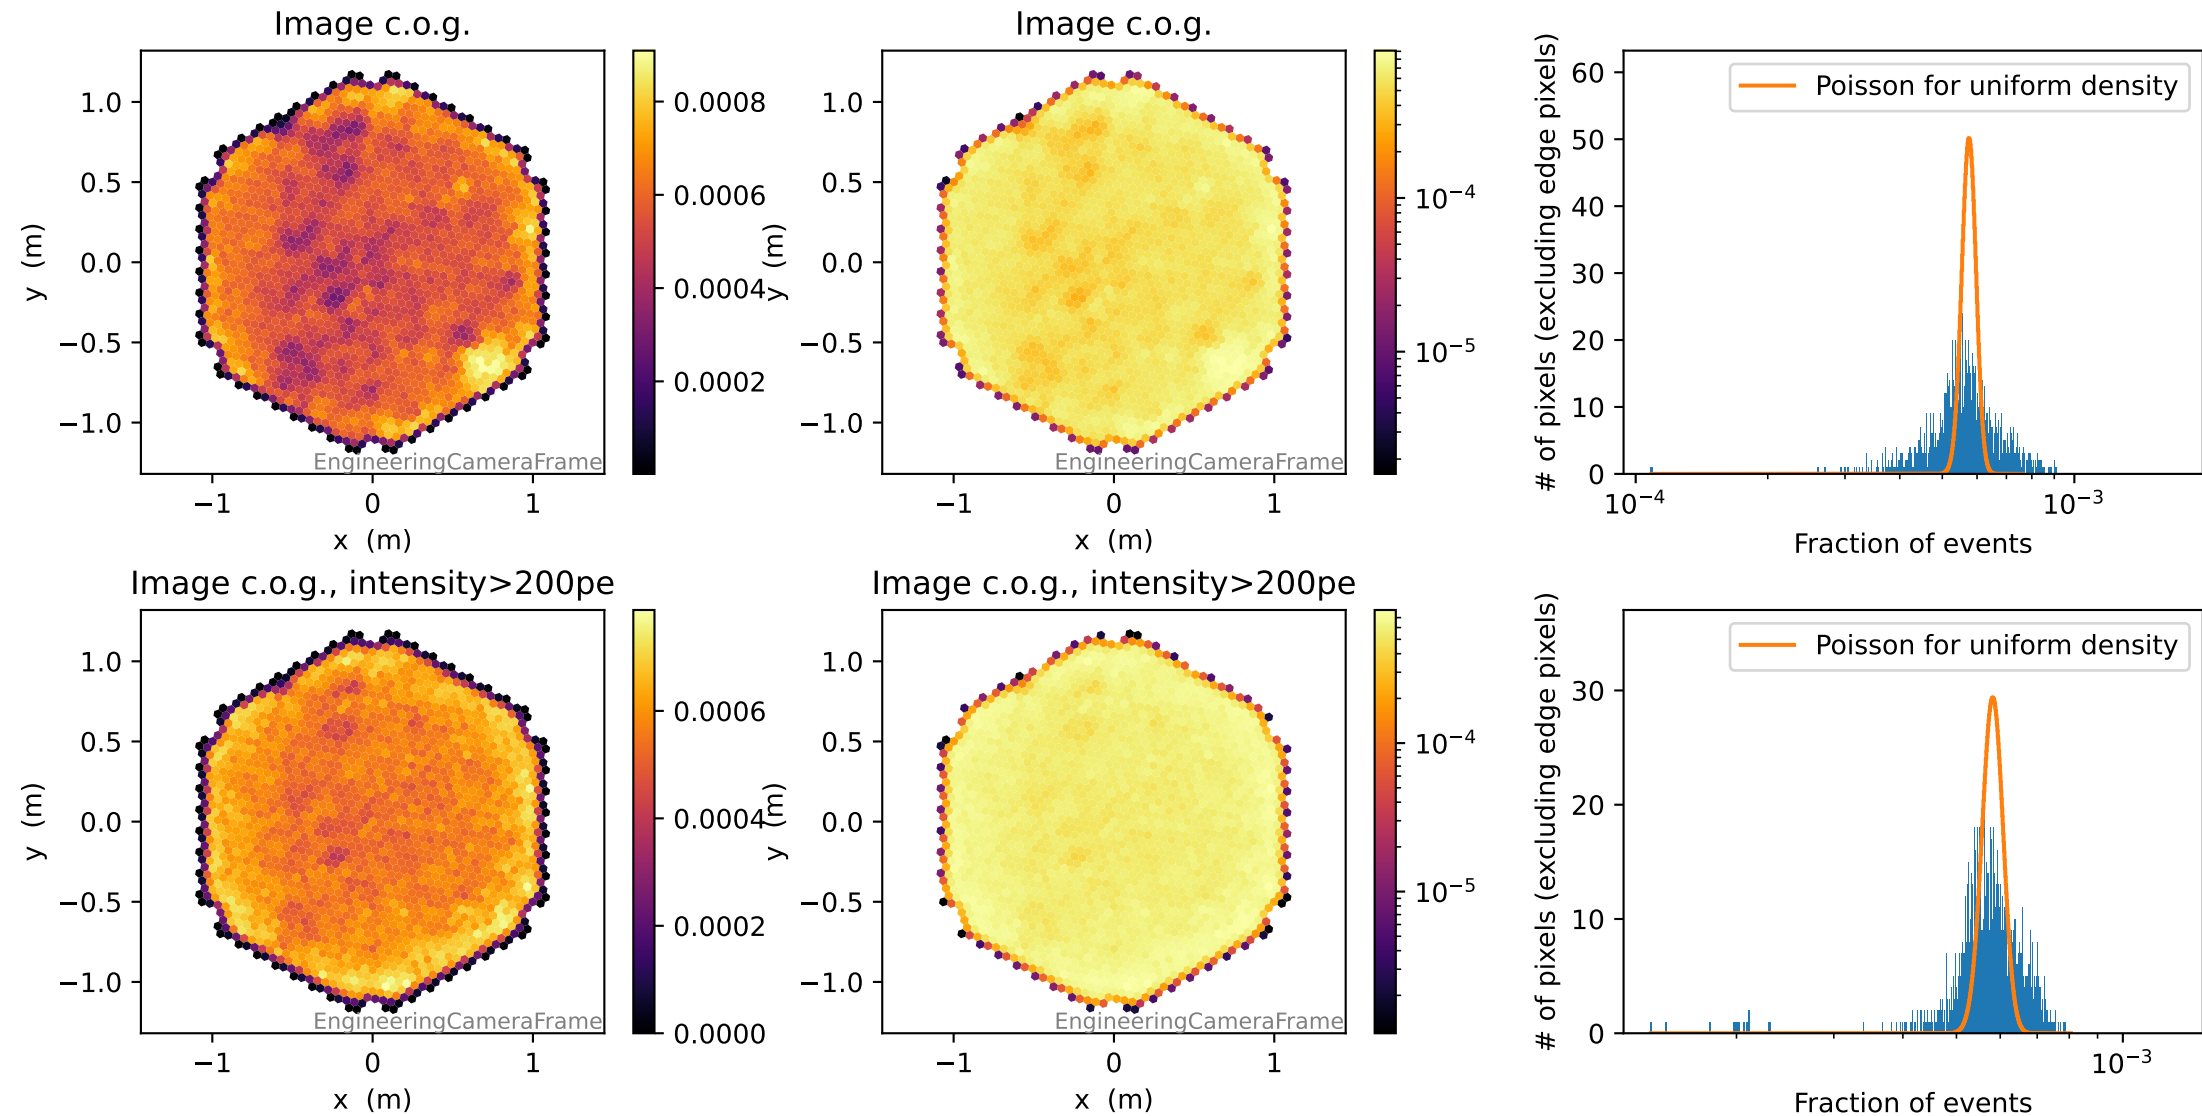 Image c.o.g.
1.0
0.5
0.0
−0.5
−1.0
y (m)
−1
0
1
x (m)
EngineeringCameraFrame
0.0008
0.0006
0.0004
0.0002
Image c.o.g.
1.0
0.5
0.0
−0.5
−1.0
y (m)
−1
0
1
x (m)
EngineeringCameraFrame
10⁻⁴
10⁻⁵
# of pixels (excluding edge pixels)
60
50
40
30
20
10
0
Poisson for uniform density
10⁻⁴
10⁻³
Fraction of events
Image c.o.g., intensity>200pe
1.0
0.5
0.0
−0.5
−1.0
y (m)
−1
0
1
x (m)
EngineeringCameraFrame
0.0006
0.0004
0.0002
0.0000
Image c.o.g., intensity>200pe
1.0
0.5
0.0
−0.5
−1.0
y (m)
−1
0
1
x (m)
EngineeringCameraFrame
10⁻⁴
10⁻⁵
# of pixels (excluding edge pixels)
30
20
10
0
Poisson for uniform density
10⁻³
Fraction of events